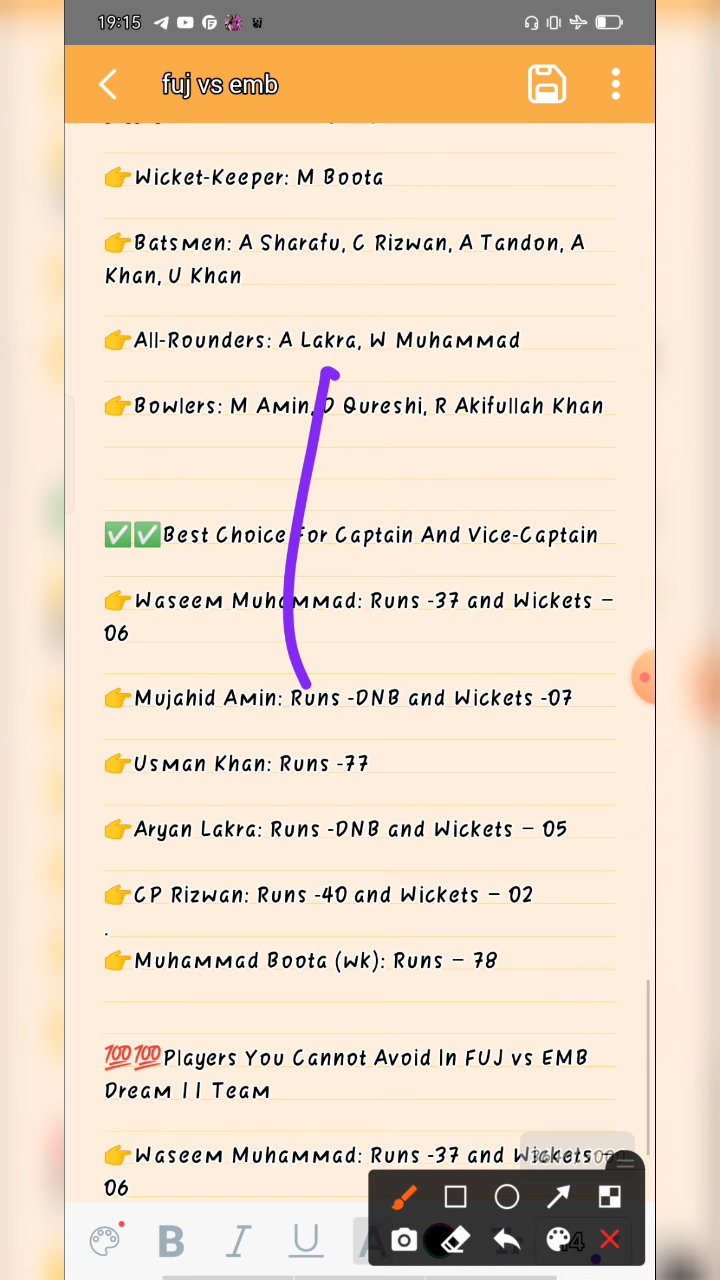 19:15
fuj vs emb
👉Wicket-Keeper: M Boota
👉Batsmen: A Sharafu, C Rizwan, A Tandon, A
Khan, U Khan
👉All-Rounders: A Lakra, W Muhammad
👉Bowlers: M Amin, D Qureshi, R Akifullah Khan
✅✅Best Choice For Captain And Vice-Captain
👉Waseem Muhammad: Runs -37 and Wickets –
06
👉Mujahid Amin: Runs -DNB and Wickets -07
👉Usman Khan: Runs -77
👉Aryan Lakra: Runs -DNB and Wickets – 05
👉CP Rizwan: Runs -40 and Wickets – 02
.
👉Muhammad Boota (wk): Runs – 78
💯💯Players You Cannot Avoid In FUJ vs EMB
Dream 11 Team
👉Waseem Muhammad: Runs -37 and Wickets –
06
B I U A